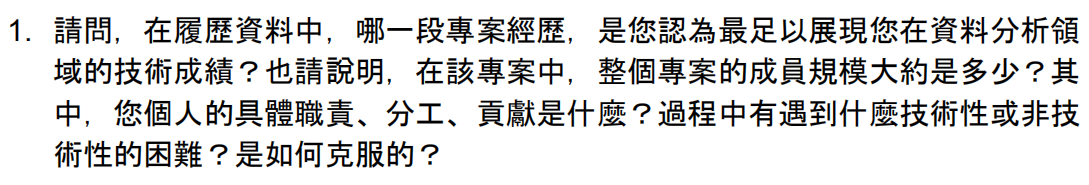 1. 請問，在履歷資料中，哪一段專案經歷，是您認為最足以展現您在資料分析領
域的技術成績？也請說明，在該專案中，整個專案的成員規模大約是多少？其
中，您個人的具體職責、分工、貢獻是什麼？過程中有遇到什麼技術性或非技
術性的困難？是如何克服的？